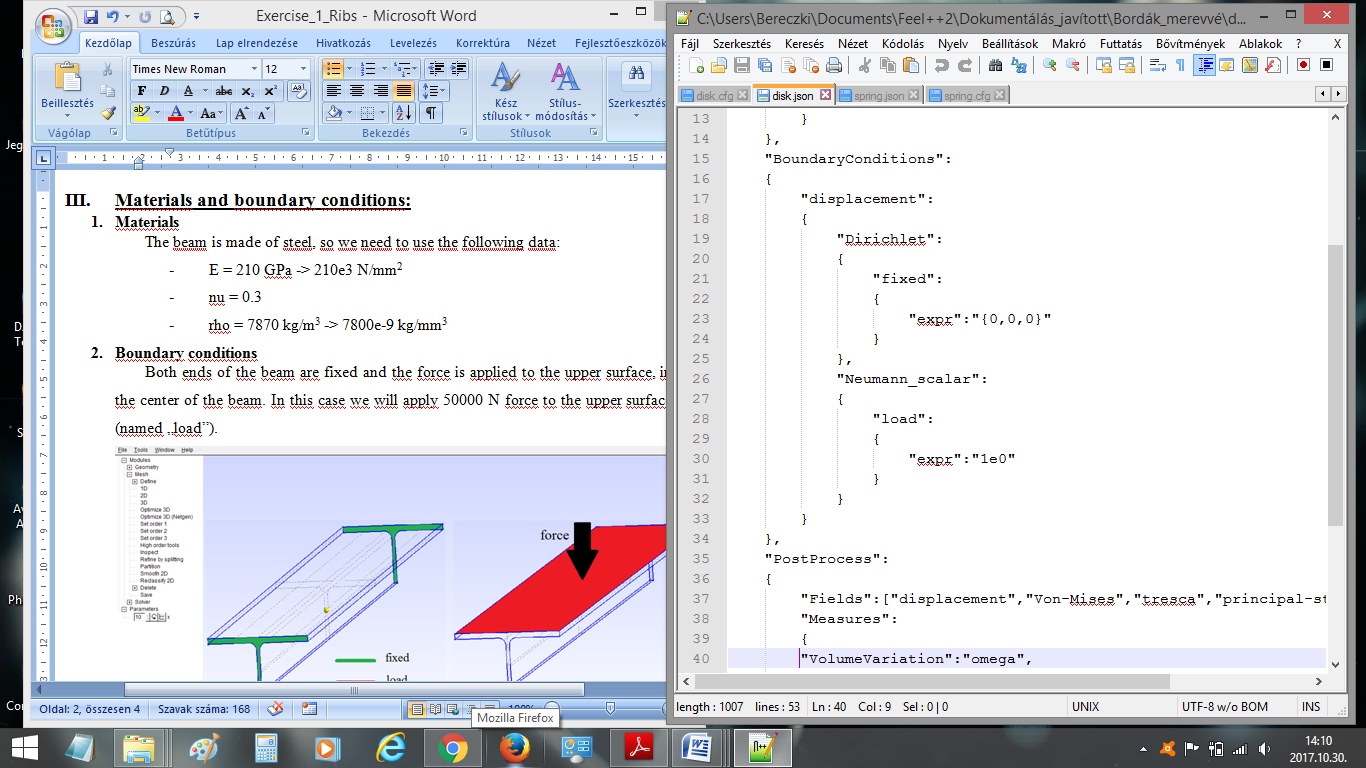 Exercise_1_Ribs - Microsoft Word
Kezdőlap Beszúrás Lap elrendezése Hivatkozás Levelezés Korrektúra Nézet Fejlesztőeszközök
Times New Roman 12
Beillesztés
Kész stílusok
Stílus-módosítás
Szerkesztés
Vágólap Betűtípus Bekezdés Stílusok
III. Materials and boundary conditions:
1. Materials
The beam is made of steel, so we need to use the following data:
- E = 210 GPa -> 210e3 N/mm2
- nu = 0.3
- rho = 7870 kg/m3 -> 7800e-9 kg/mm3
2. Boundary conditions
Both ends of the beam are fixed and the force is applied to the upper surface, in
the center of the beam. In this case we will apply 50000 N force to the upper surfac
(named „load”).
File Tools Window Help
Modules
Geometry
Mesh
Define
1D
2D
3D
Optimize 3D
Optimize 3D (Netgen)
Set order 1
Set order 2
Set order 3
High order tools
Inspect
Refine by splitting
Partition
Smooth 2D
Reclassify 2D
Delete
Save
Solver
Parameters
10
force
fixed
load
Oldal: 2, összesen 4 Szavak száma: 168 100%
Mozilla Firefox
C:\Users\Bereczki\Documents\Feel++2\Dokumentálás_javított\Bordák_merevvé\d...
Fájl Szerkesztés Keresés Nézet Kódolás Nyelv Beállítások Makró Futtatás Bővítmények Ablakok ? X
disk.cfg disk.json spring.json spring.cfg
13 }
14 },
15 "BoundaryConditions":
16 {
17 "displacement":
18 {
19 "Dirichlet":
20 {
21 "fixed":
22 {
23 "expr":"{0,0,0}"
24 }
25 },
26 "Neumann_scalar":
27 {
28 "load":
29 {
30 "expr":"1e0"
31 }
32 }
33 }
34 },
35 "PostProcess":
36 {
37 "Fields":["displacement","Von-Mises","tresca","principal-st
38 "Measures":
39 {
40 "VolumeVariation":"omega",
length : 1007 lines : 53 Ln : 40 Col : 9 Sel : 0 | 0 UNIX UTF-8 w/o BOM INS
14:10
2017.10.30.